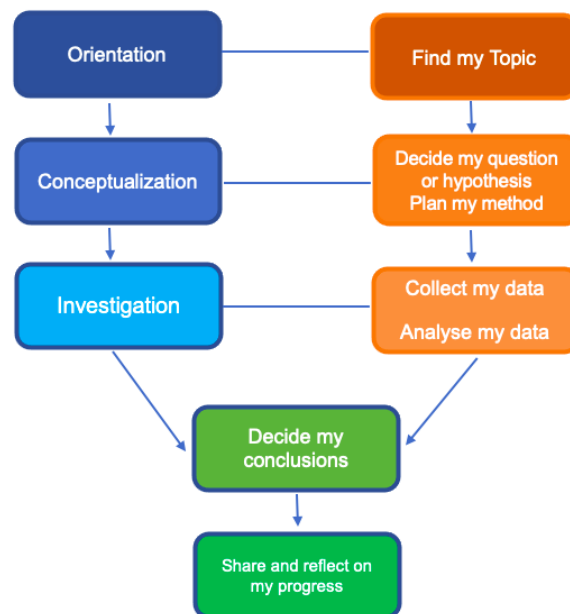 Orientation
Find my Topic
Conceptualization
Decide my question
or hypothesis
Plan my method
Investigation
Collect my data
Analyse my data
Decide my
conclusions
Share and reflect on
my progress